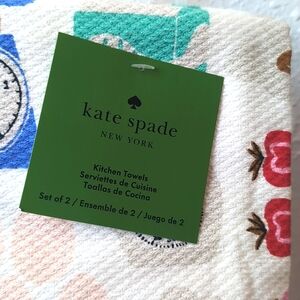 kate spade
NEW YORK
Kitchen Towels
Serviettes de Cuisine
Toallas de Cocina
Set of 2 / Ensemble de 2 / Juego de 2